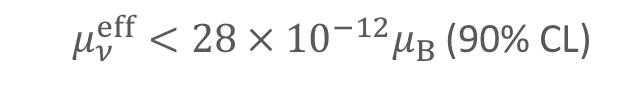 μ_ν^eff < 28 × 10⁻¹² μ_B (90% CL)